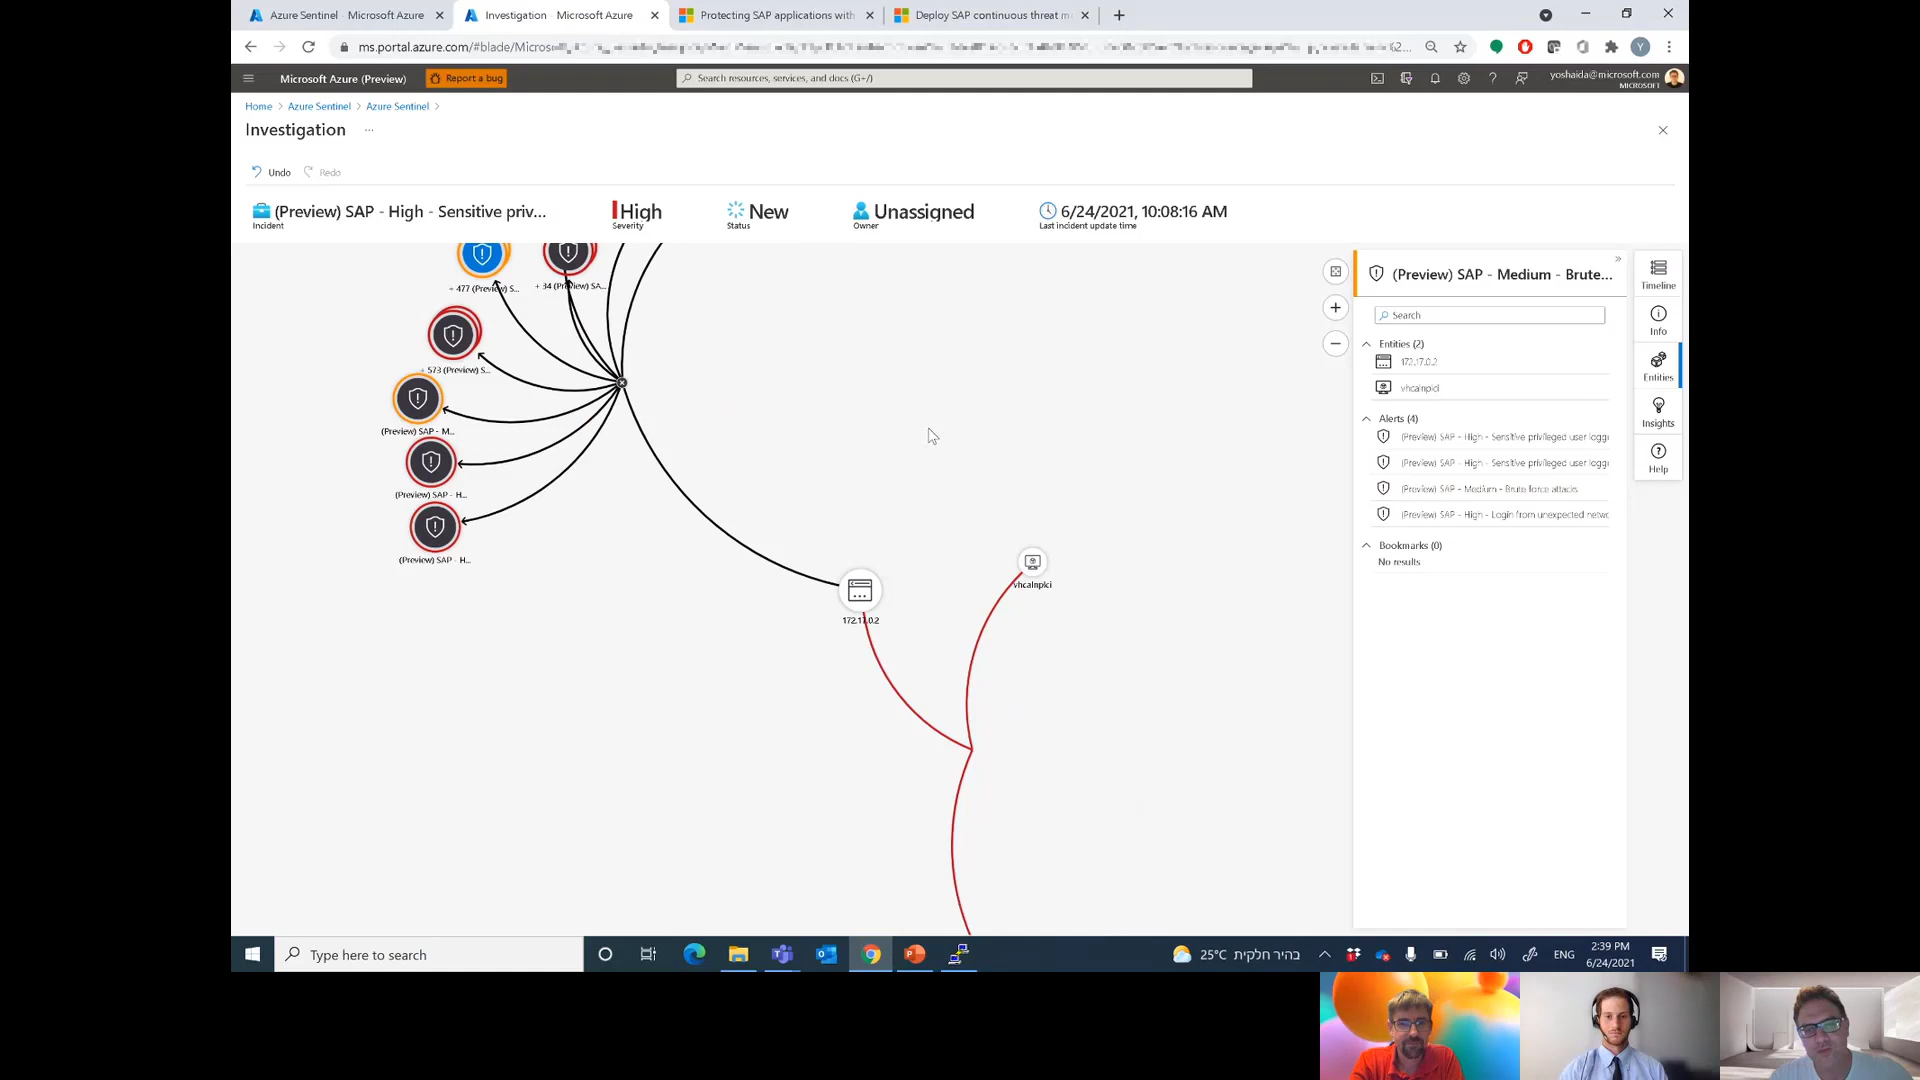 Azure Sentinel Microsoft Azure
Investigation - Microsoft Azure
Protecting SAP applications with
Deploy SAP continuous threat m
ms.portal.azure.com/#blade/Micros
Microsoft Azure (Preview)
Report a bug
Search resources, services, and docs (G+/)
yoshaida@microsoft.com
MICROSOFT
Home > Azure Sentinel > Azure Sentinel >
Investigation ...
Undo
Redo
(Preview) SAP - High - Sensitive priv...
Incident
High
Severity
New
Status
Unassigned
Owner
6/24/2021, 10:08:16 AM
Last incident update time
+ 477 (Preview) S...
+ 34 (Preview) SA...
+ 573 (Preview) S...
(Preview) SAP - M...
(Preview) SAP - H...
(Preview) SAP - H...
172.17.0.2
vhcalnplci
(Preview) SAP - Medium - Brute...
Search
Entities (2)
172.17.0.2
vhcalnplci
Alerts (4)
(Preview) SAP - High - Sensitive privileged user logg
(Preview) SAP - High - Sensitive privileged user logg
(Preview) SAP - Medium - Brute force attacks
(Preview) SAP - High - Login from unexpected netwo
Bookmarks (0)
No results
Timeline
Info
Entities
Insights
Help
Type here to search
25°C בהיר חלקית
ENG
2:39 PM
6/24/2021